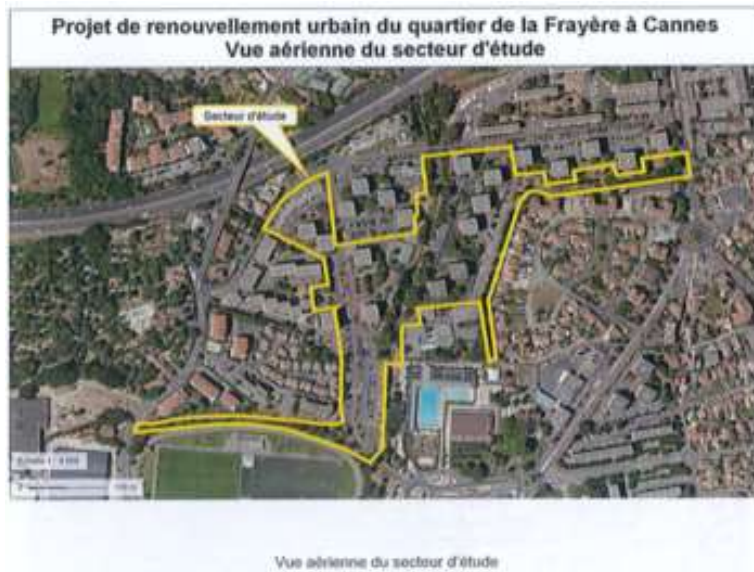 Projet de renouvellement urbain du quartier de la Frayère à Cannes
Vue aérienne du secteur d'étude
Secteur d'étude
Vue aérienne du secteur d'étude